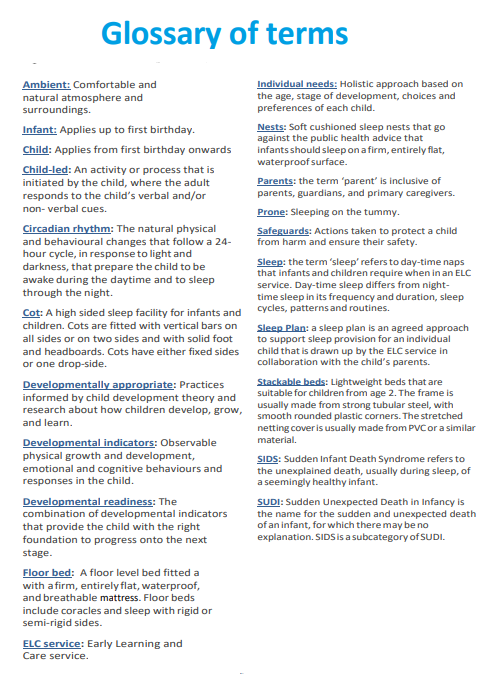 Glossary of terms
Ambient: Comfortable and
natural atmosphere and
surroundings.
Infant: Applies up to first birthday.
Child: Applies from first birthday onwards
Child-led: An activity or process that is
initiated by the child, where the adult
responds to the child's verbal and/or
non- verbal cues.
Circadian rhythm: The natural physical
and behavioural changes that follow a 24-
hour cycle, in response to light and
darkness, that prepare the child to be
awake during the daytime and to sleep
through the night.
Cot: A high sided sleep facility for infants and
children. Cots are fitted with vertical bars on
all sides or on two sides and with solid foot
and headboards. Cots have either fixed sides
or one drop-side.
Developmentally appropriate: Practices
informed by child development theory and
research about how children develop, grow,
and learn.
Developmental indicators: Observable
physical growth and development,
emotional and cognitive behaviours and
responses in the child.
Developmental readiness: The
combination of developmental indicators
that provide the child with the right
foundation to progress onto the next
stage.
Floor bed: A floor level bed fitted a
with a firm, entirely flat, waterproof,
and breathable mattress. Floor beds
include coracles and sleep with rigid or
semi-rigid sides.
ELC service: Early Learning and
Care service.
Individual needs: Holistic approach based on
the age, stage of development, choices and
preferences of each child.
Nests: Soft cushioned sleep nests that go
against the public health advice that
infants should sleep on a firm, entirely flat,
waterproof surface.
Parents: the term 'parent' is inclusive of
parents, guardians, and primary caregivers.
Prone: Sleeping on the tummy.
Safeguards: Actions taken to protect a child
from harm and ensure their safety.
Sleep: the term 'sleep' refers to day-time naps
that infants and children require when in an ELC
service. Day-time sleep differs from night-
time sleep in its frequency and duration, sleep
cycles, patterns and routines.
Sleep Plan: a sleep plan is an agreed approach
to support sleep provision for an individual
child that is drawn up by the ELC service in
collaboration with the child's parents.
Stackable beds: Lightweight beds that are
suitable for children from age 2. The frame is
usually made from strong tubular steel, with
smooth rounded plastic corners. The stretched
netting cover is usually made from PVC or a similar
material.
SIDS: Sudden Infant Death Syndrome refers to
the unexplained death, usually during sleep, of
a seemingly healthy infant.
SUDI: Sudden Unexpected Death in Infancy is
the name for the sudden and unexpected death
of an infant, for which there may be no
explanation. SIDS is a subcategory of SUDI.